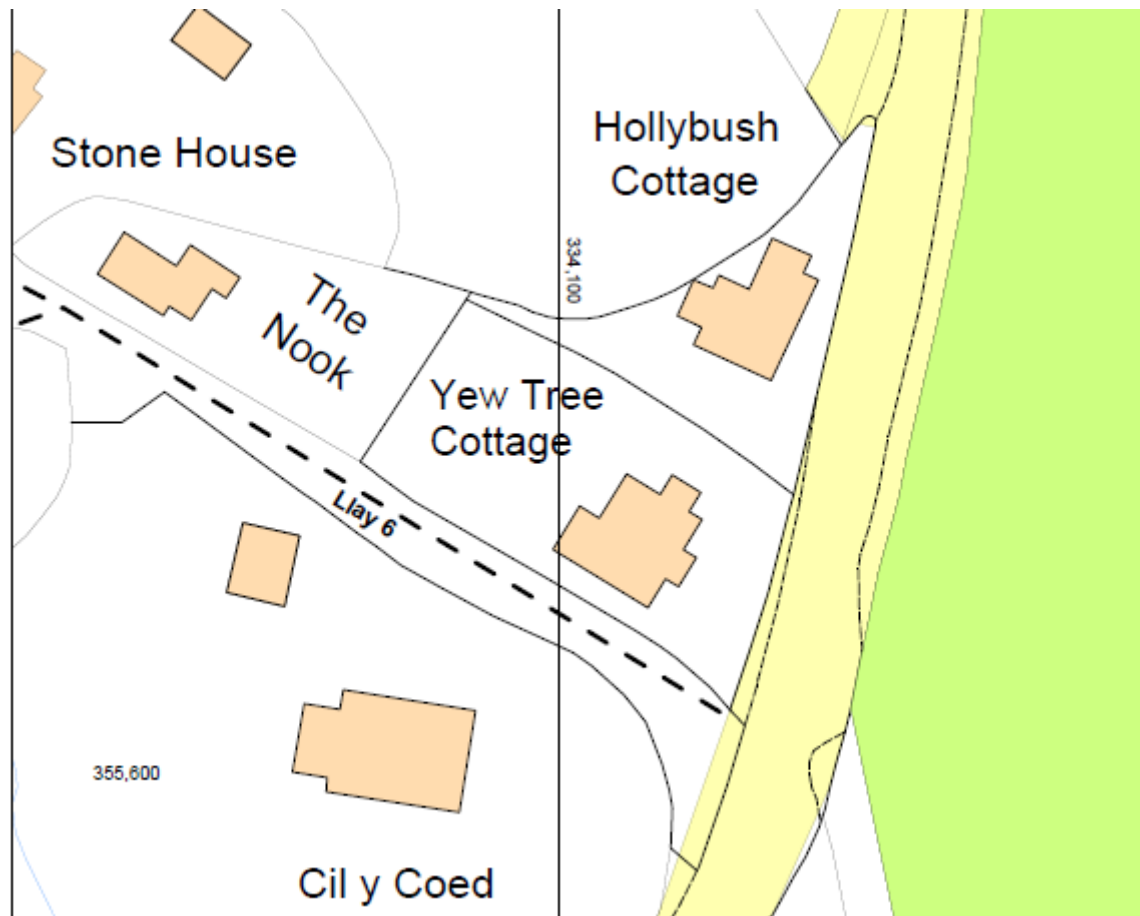 Stone House
Hollybush
Cottage
334,100
The
Nook
Yew Tree
Cottage
Llay 6
355,600
Cil y Coed